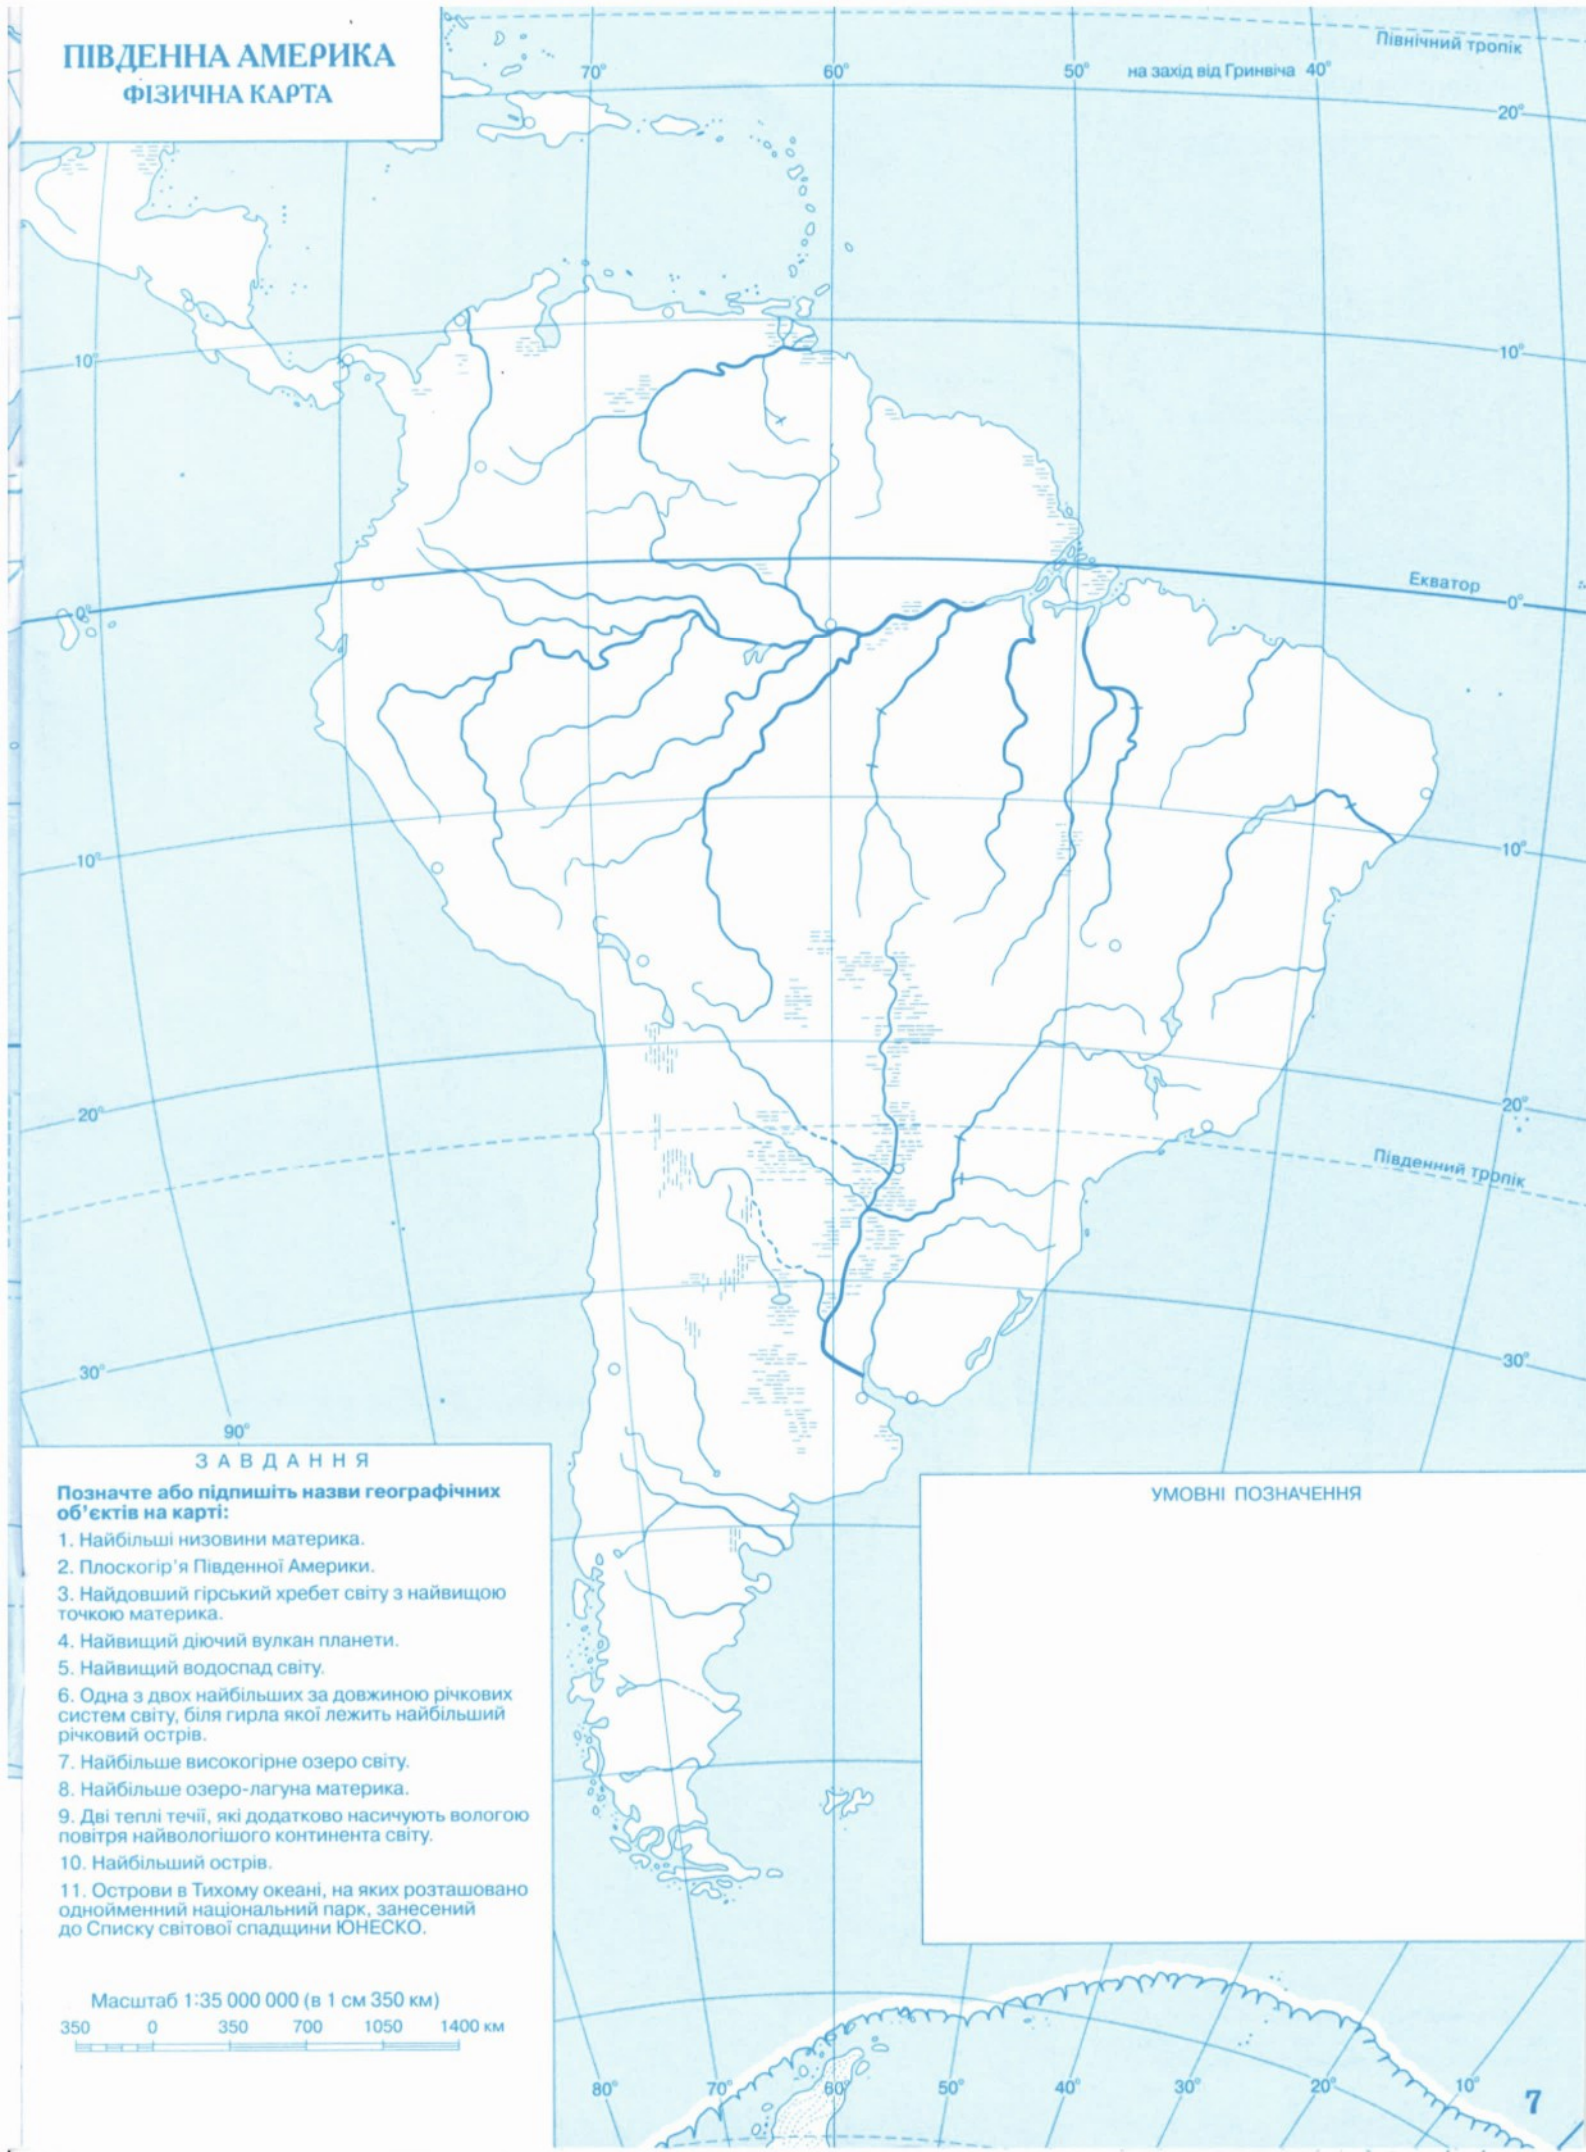 ПІВДЕННА АМЕРИКА
ФІЗИЧНА КАРТА
70°
60°
50°
на захід від Гринвіча 40°
Північний тропік
20°
10°
10°
Екватор
0°
0°
10°
10°
20°
20°
Південний тропік
30°
30°
90°
ЗАВДАННЯ
Позначте або підпишіть назви географічних
об'єктів на карті:
1. Найбільші низовини материка.
2. Плоскогір'я Південної Америки.
3. Найдовший гірський хребет світу з найвищою
точкою материка.
4. Найвищий діючий вулкан планети.
5. Найвищий водоспад світу.
6. Одна з двох найбільших за довжиною річкових
систем світу, біля гирла якої лежить найбільший
річковий острів.
7. Найбільше високогірне озеро світу.
8. Найбільше озеро-лагуна материка.
9. Дві теплі течії, які додатково насичують вологою
повітря найвологішого континента світу.
10. Найбільший острів.
11. Острови в Тихому океані, на яких розташовано
однойменний національний парк, занесений
до Списку світової спадщини ЮНЕСКО.
Масштаб 1:35 000 000 (в 1 см 350 км)
350 0 350 700 1050 1400 км
УМОВНІ ПОЗНАЧЕННЯ
80°
70°
60°
50°
40°
30°
20°
10°
7